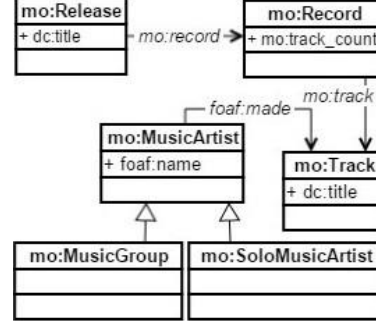 mo:Release
+ dc:title
mo:record
mo:Record
+ mo:track_count
mo:track
foaf:made
mo:MusicArtist
+ foaf:name
mo:Track
+ dc:title
mo:MusicGroup
mo:SoloMusicArtist